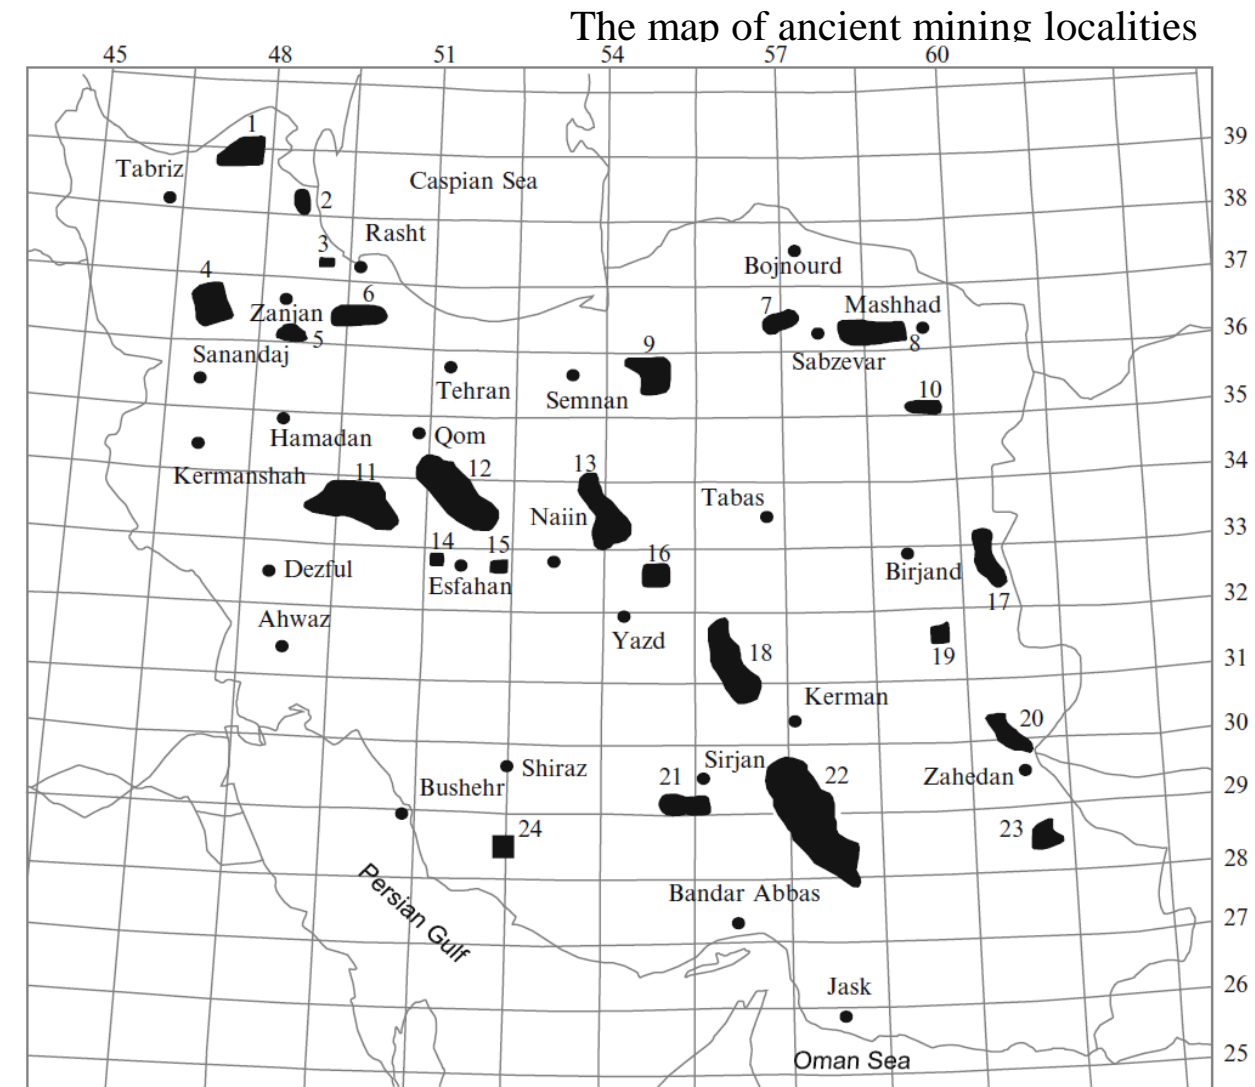 The map of ancient mining localities
45 48 51 54 57 60
1
39
Tabriz
Caspian Sea
2
38
Rasht
3
37
Bojnourd
4
6
7
Mashhad
Zanjan
36
5
8
Sanandaj
9
Sabzevar
Tehran
Semnan
10
35
Hamadan
Qom
34
Kermanshah
11
12
13
Tabas
Naiin
33
14
15
16
Dezful
Esfahan
Birjand
17
32
Ahwaz
Yazd
18
19
31
Kerman
20
30
Shiraz
Sirjan
21
22
Zahedan
29
Bushehr
24
23
28
Persian Gulf
Bandar Abbas
27
Jask
26
Oman Sea
25